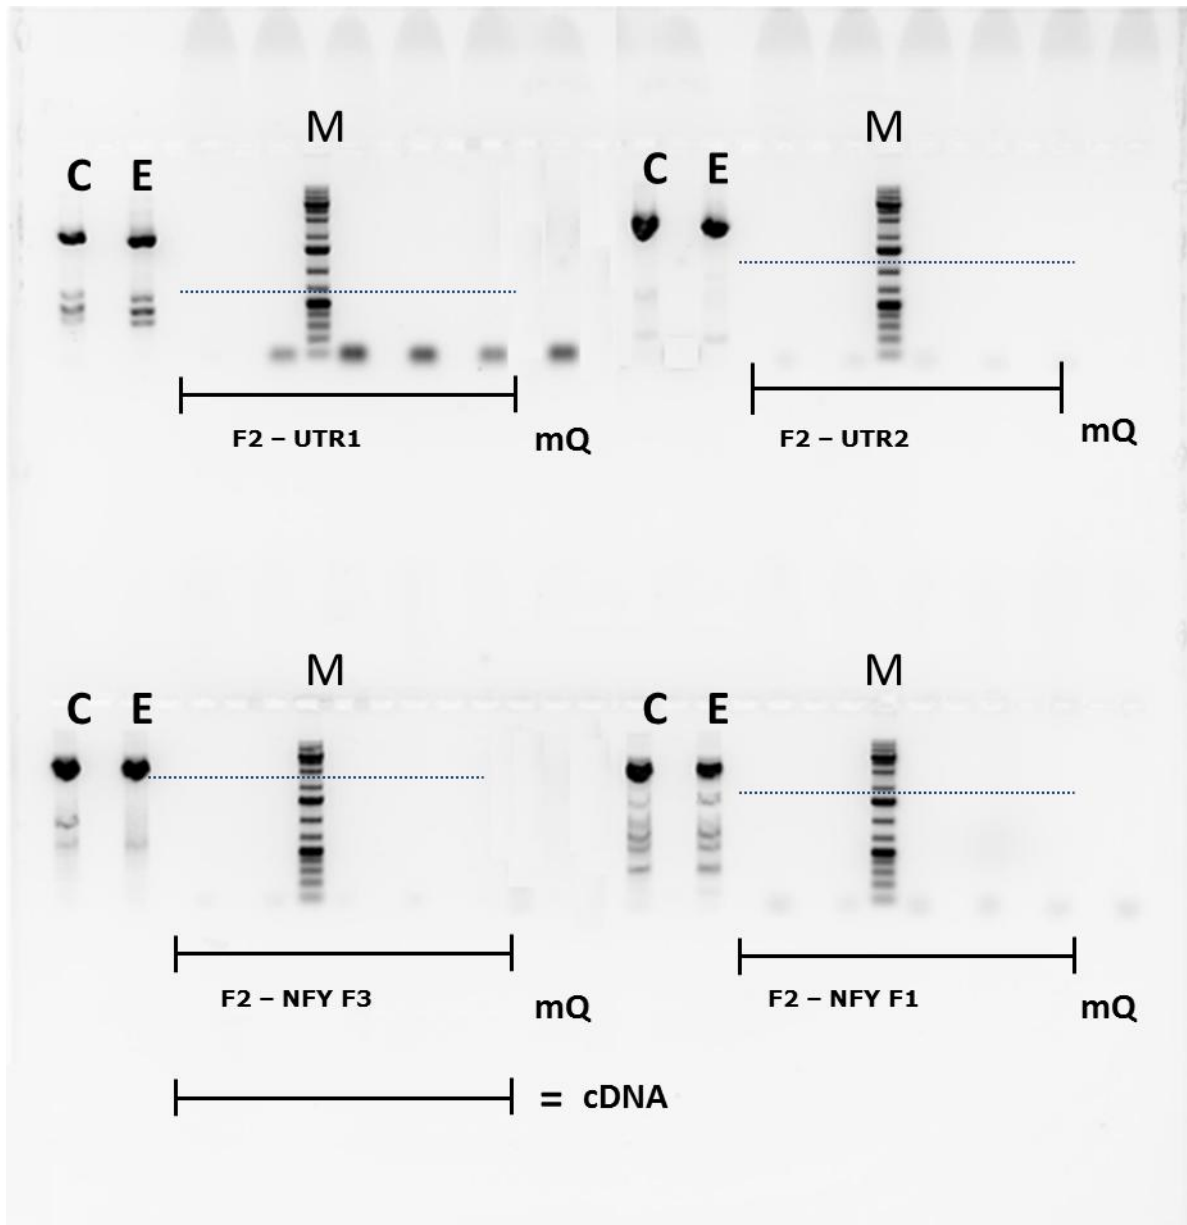 M
M
C
E
C
E
F2 – UTR1
mQ
F2 – UTR2
mQ
M
M
C
E
C
E
F2 – NFY F3
mQ
F2 – NFY F1
mQ
= cDNA